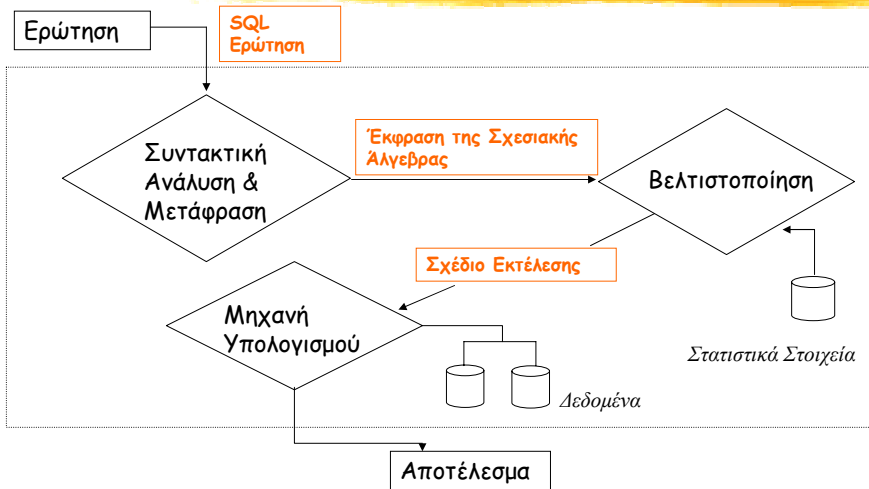 Ερώτηση
SQL
Ερώτηση
Συντακτική
Ανάλυση &
Μετάφραση
Έκφραση της Σχεσιακής
Άλγεβρας
Βελτιστοποίηση
Σχέδιο Εκτέλεσης
Μηχανή
Υπολογισμού
Στατιστικά Στοιχεία
Δεδομένα
Αποτέλεσμα